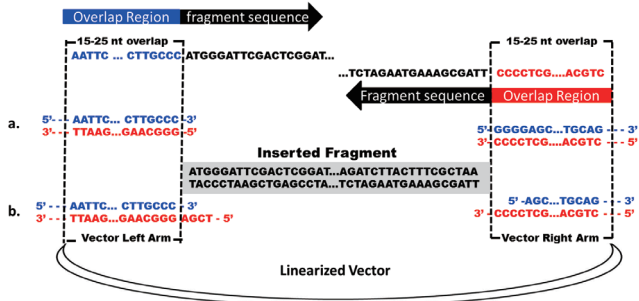 Overlap Region fragment sequence
15-25 nt overlap
AATTC ... CTTGCCC ATGGGATTCGACTCGGAT...
15-25 nt overlap
...TCTAGAATGAAAGCGATT CCCCTCG....ACGTC
Fragment sequence Overlap Region
a.
5'- - - AATTC ... CTTGCCC -3'
3'- - - TTAAG...GAACGGG -5'
5'- GGGGAGC...TGCAG - - - 3'
3'- CCCCTCG....ACGTC - - - 5'
Inserted Fragment
ATGGGATTCGACTCGGAT...AGATCTTACTTTCGCTAA
TACCCTAAGCTGAGCCTA...TCTAGAATGAAAGCGATT
b.
5'- - - AATTC ... CTTGCCC - 3'
3'- - - TTAAG...GAACGGG AGCT - 5'
5'- AGC...TGCAG - - - 3'
3'- CCCCTCG....ACGTC - - - 5'
Vector Left Arm
Vector Right Arm
Linearized Vector